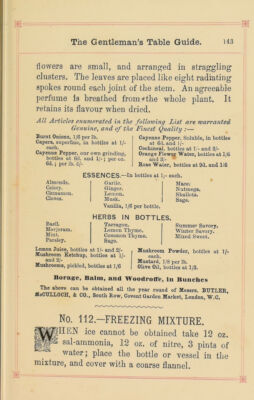 The Gentleman's Table Guide. 143
flowers are small, and arranged in straggling
clusters. The leaves are placed like eight radiating
spokes round each joint of the stem. An agreeable
perfume is breathed from the whole plant. It
retains its flavour when dried.
All Articles enumerated in the following List are warranted
Genuine, and of the Finest Quality :—
Burnt Onions, 1/6 per lb.
Capers, superfine, in bottles at 1/-
each.
Cayenne Pepper, our own grinding,
bottles at 6d. and 1/-; per oz.
6d.; per lb. 5/-
Cayenne Pepper, Soluble, in bottles
at 6d. and 1/-
Cochineal, bottles at 1/- and 2/-
Orange Flower Water, bottles at 1/6
and 3/-
Rose Water, bottles at 9d. and 1/6
ESSENCES.—In bottles at 1/- each.
Almonds. Garlic. Mace.
Celery. Ginger. Nutmegs.
Cinnamon. Lemon. Shallots.
Cloves. Musk. Sage.
Vanilla, 1/6 per bottle.
HERBS IN BOTTLES.
Basil. Tarragon. Summer Savory.
Marjoram. Lemon Thyme. Winter Savory.
Mint. Common Thyme. Mixed Sweet.
Parsley. Sage.
Lemon Juice, bottles at 1/- and 2/-
Mushroom Ketchup, bottles at 1/-
and 2/-
Mushrooms, pickled, bottles at 1/6
Mushroom Powder, bottles at 1/-
each.
Mustard, 1/8 per lb.
Olive Oil, bottles at 1/3.
Borage, Balm, and Woodroffe, in Bunches
The above can be obtained all the year round of Messrs. BUTLER,
McCULLOCH, & CO., South Row, Covent Garden Market, London, W.C.
No. 112.—FREEZING MIXTURE.
WHEN ice cannot be obtained take 12 oz.
sal-ammonia, 12 oz. of nitre, 3 pints of
water; place the bottle or vessel in the
mixture, and cover with a coarse flannel.